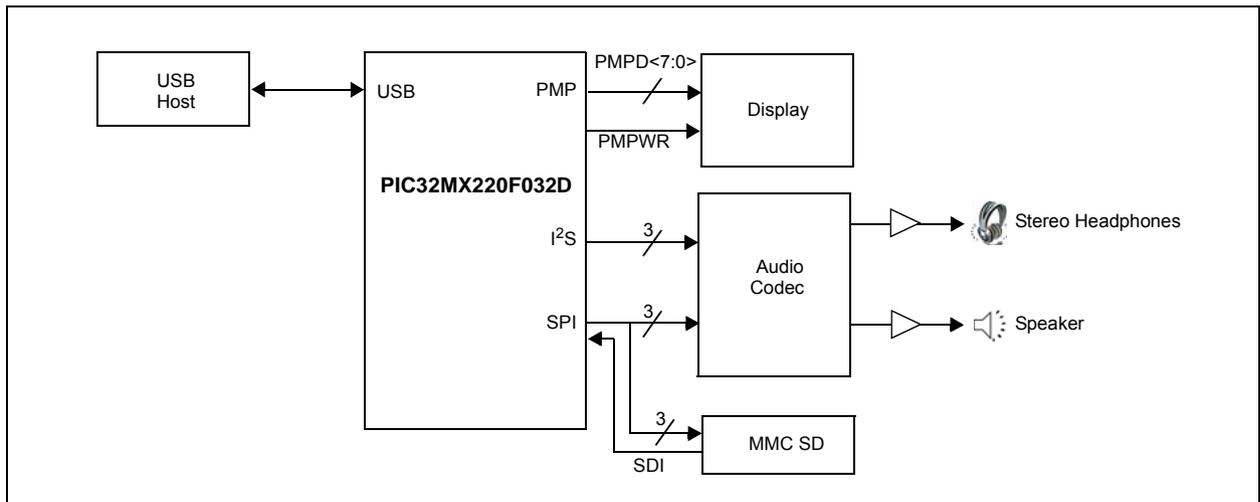 USB
Host
USB
PMP
PMPD<7:0>
PMPWR
Display
PIC32MX220F032D
I²S
3
Audio
Codec
Stereo Headphones
SPI
3
Speaker
3
SDI
MMC SD